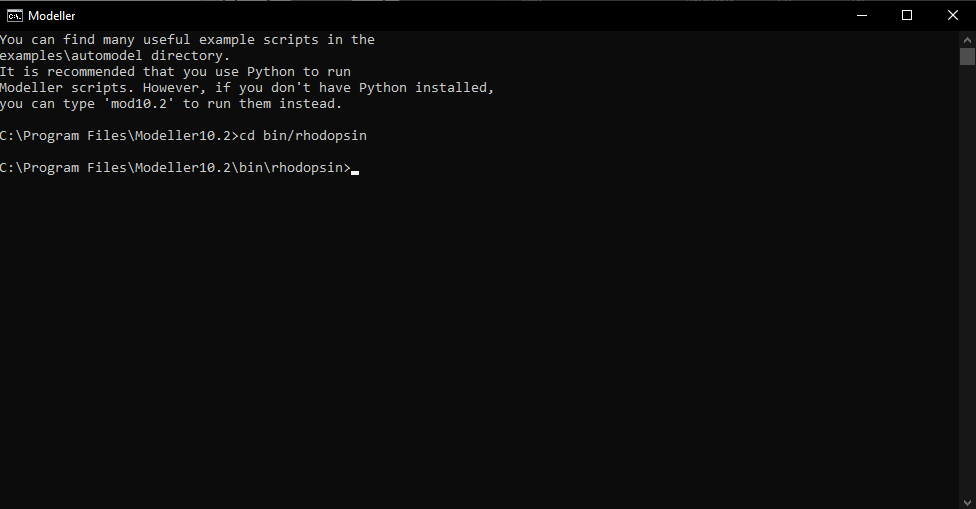 Modeller
You can find many useful example scripts in the
examples\automodel directory.
It is recommended that you use Python to run
Modeller scripts. However, if you don't have Python installed,
you can type 'mod10.2' to run them instead.
C:\Program Files\Modeller10.2>cd bin/rhodopsin
C:\Program Files\Modeller10.2\bin\rhodopsin>